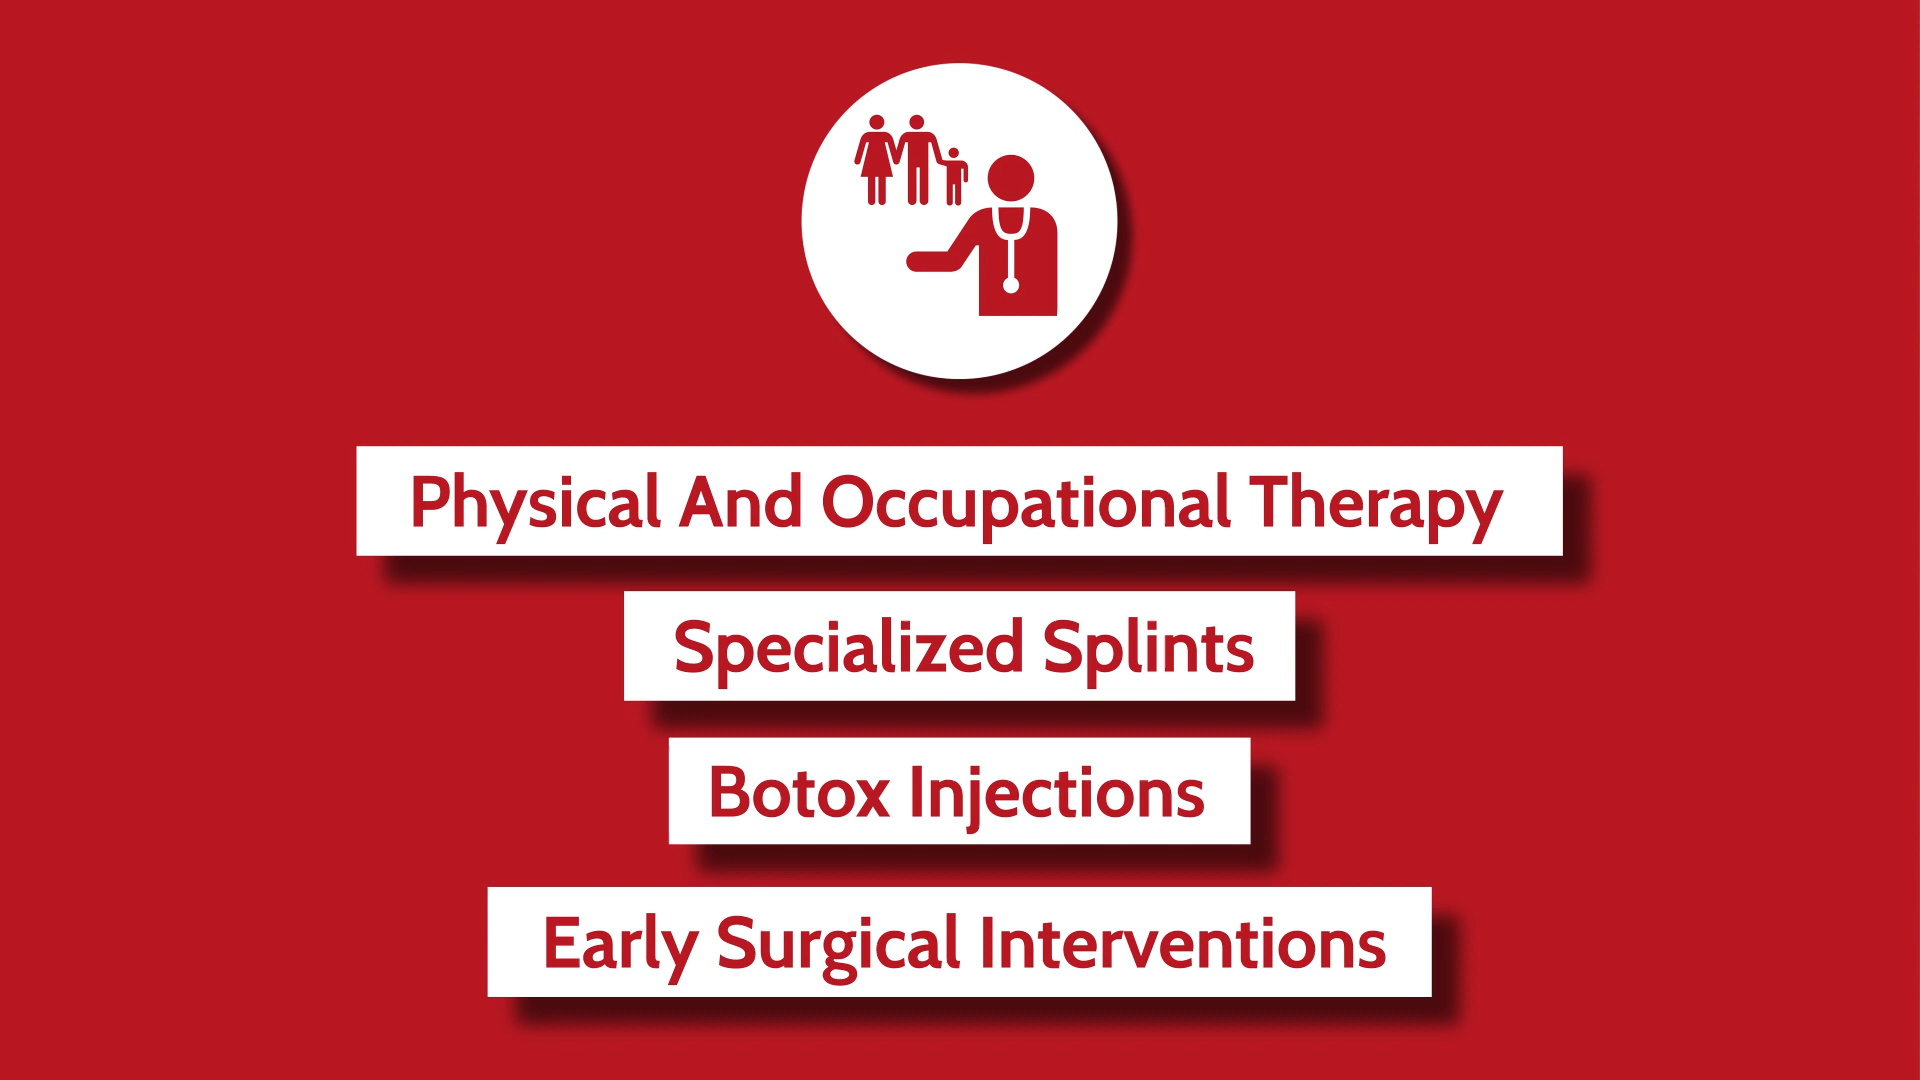 Physical And Occupational Therapy
Specialized Splints
Botox Injections
Early Surgical Interventions